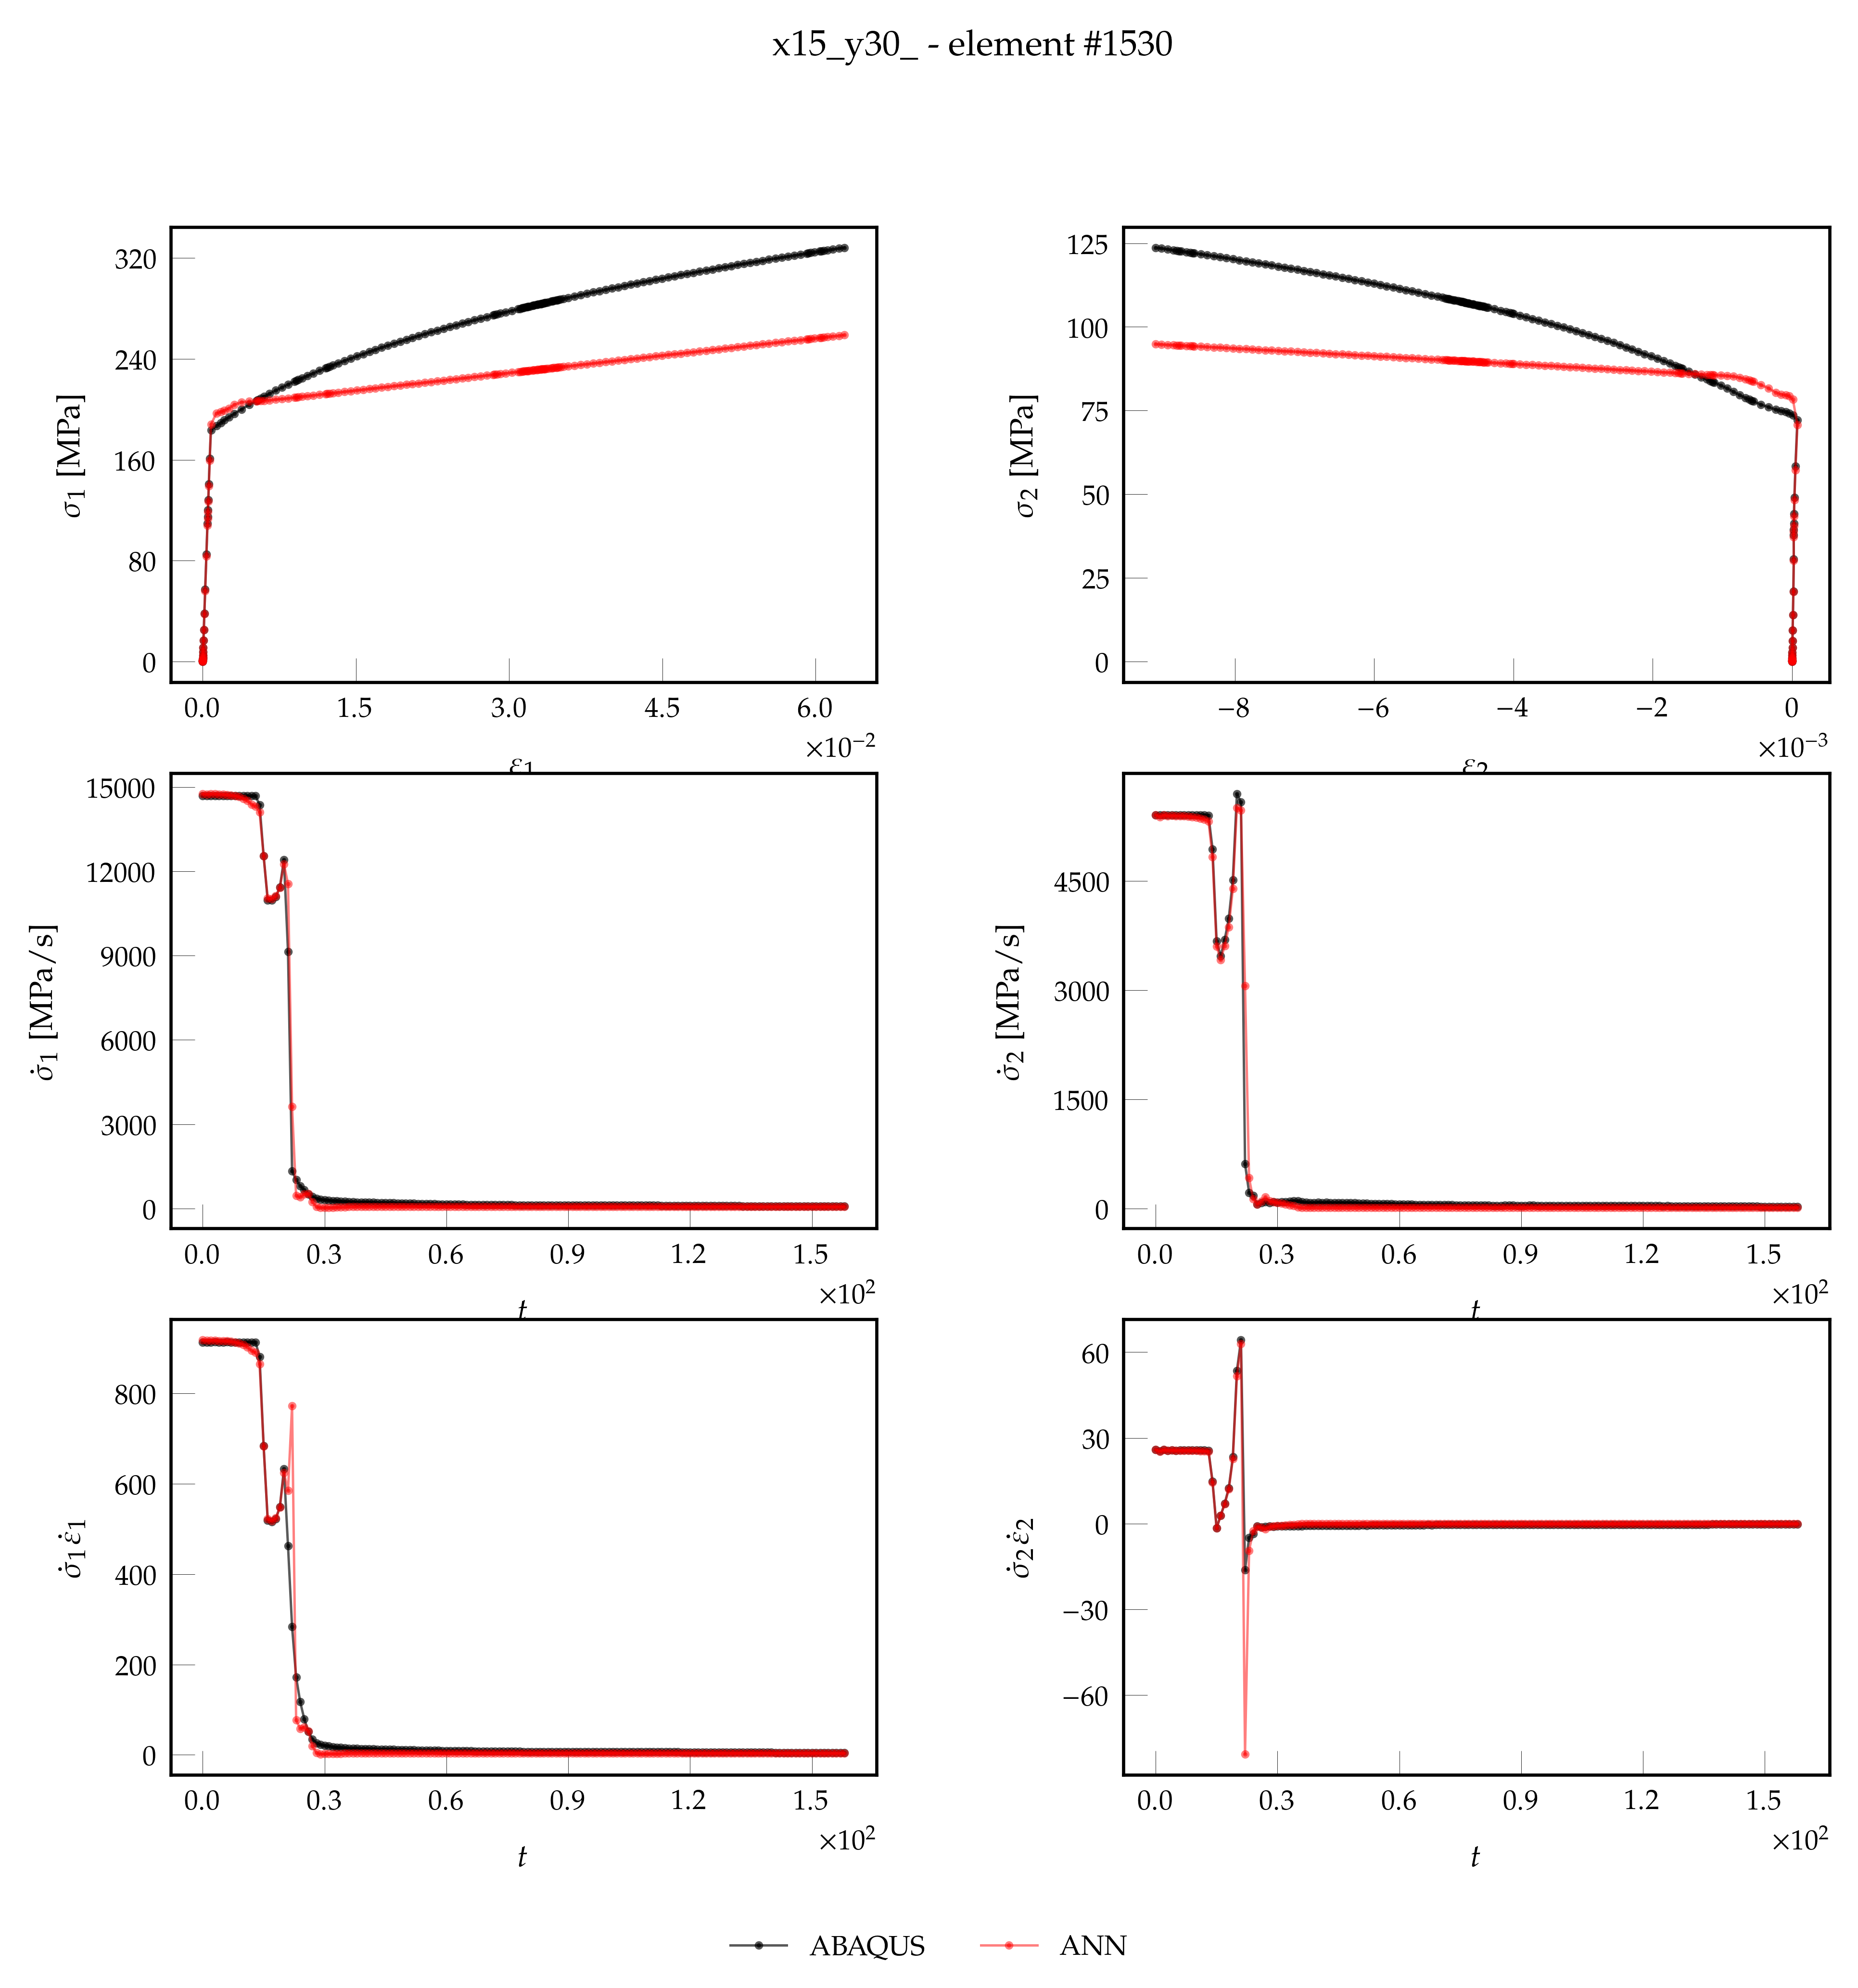 x15_y30_ - element #1530
σ₁ [MPa]
320
240
160
80
0
0.0 1.5 3.0 4.5 6.0
×10⁻²
ε₁
σ₂ [MPa]
125
100
75
50
25
0
−8 −6 −4 −2 0
×10⁻³
ε₂
σ̇₁ [MPa/s]
15000
12000
9000
6000
3000
0
0.0 0.3 0.6 0.9 1.2 1.5
×10²
t
σ̇₂ [MPa/s]
4500
3000
1500
0
0.0 0.3 0.6 0.9 1.2 1.5
×10²
t
σ̇₁ε̇₁
800
600
400
200
0
0.0 0.3 0.6 0.9 1.2 1.5
×10²
t
σ̇₂ε̇₂
60
30
0
−30
−60
0.0 0.3 0.6 0.9 1.2 1.5
×10²
t
ABAQUS ANN